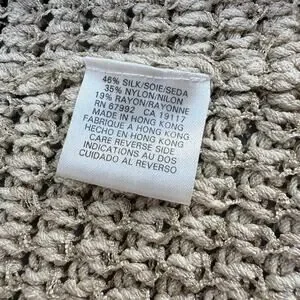 46% SILK/SOIE/SEDA
35% NYLON/NILON
19% RAYON/RAYONNE
RN 67992 CA 19117
MADE IN HONG KONG
FABRIQUE A HONG KONG
HECHO EN HONG KONG
CARE REVERSE SIDE
INDICATIONS AU DOS
CUIDADO AL REVERSO